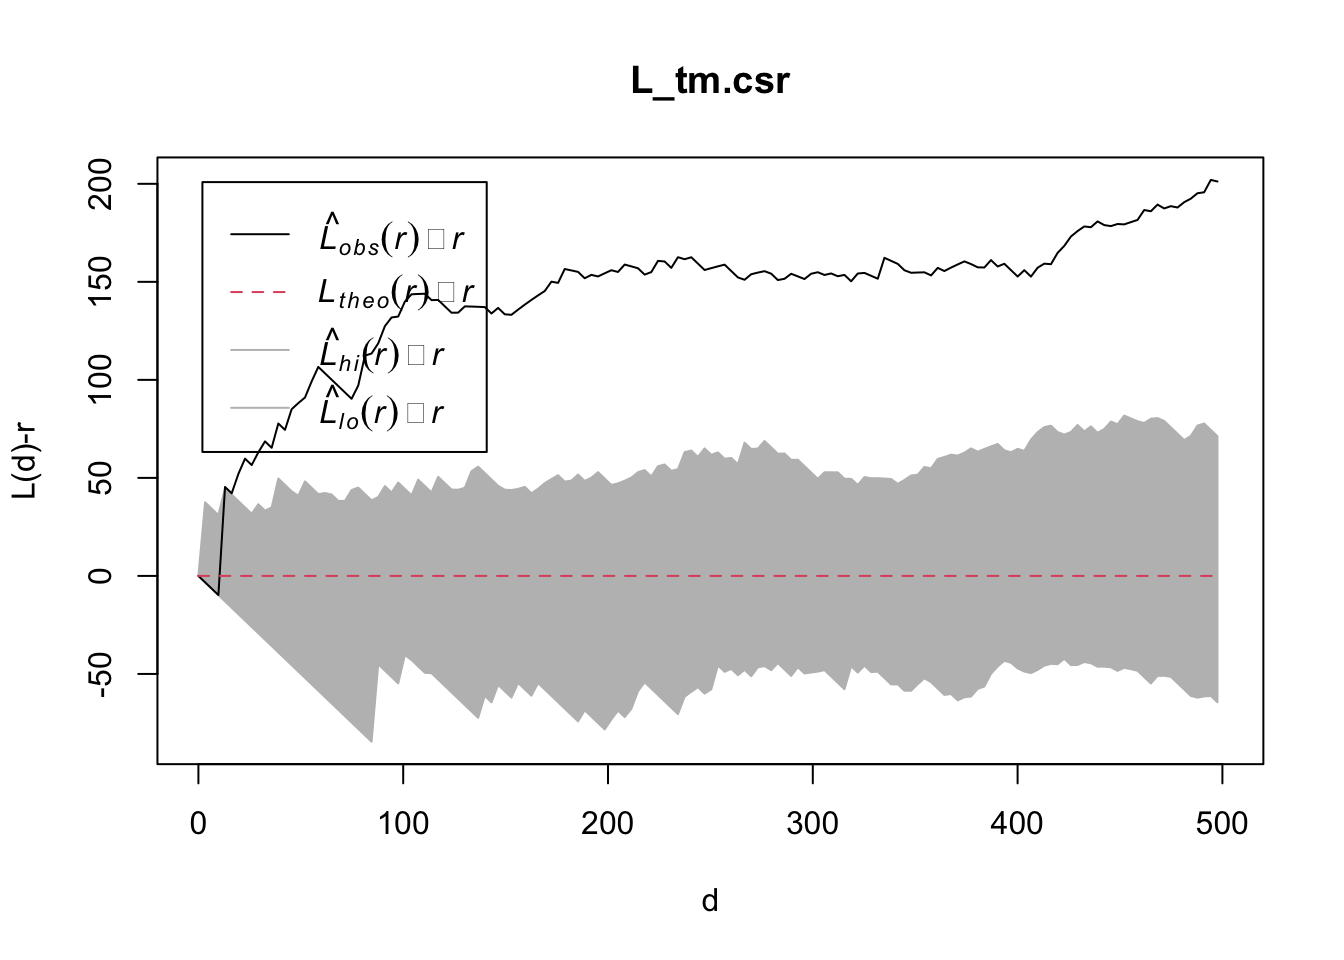 L_tm.csr
L(d)-r
200
150
100
50
0
-50
L̂obs(r) □ r
Ltheo(r) □ r
L̂hi(r) □ r
L̂lo(r) □ r
0 100 200 300 400 500
d